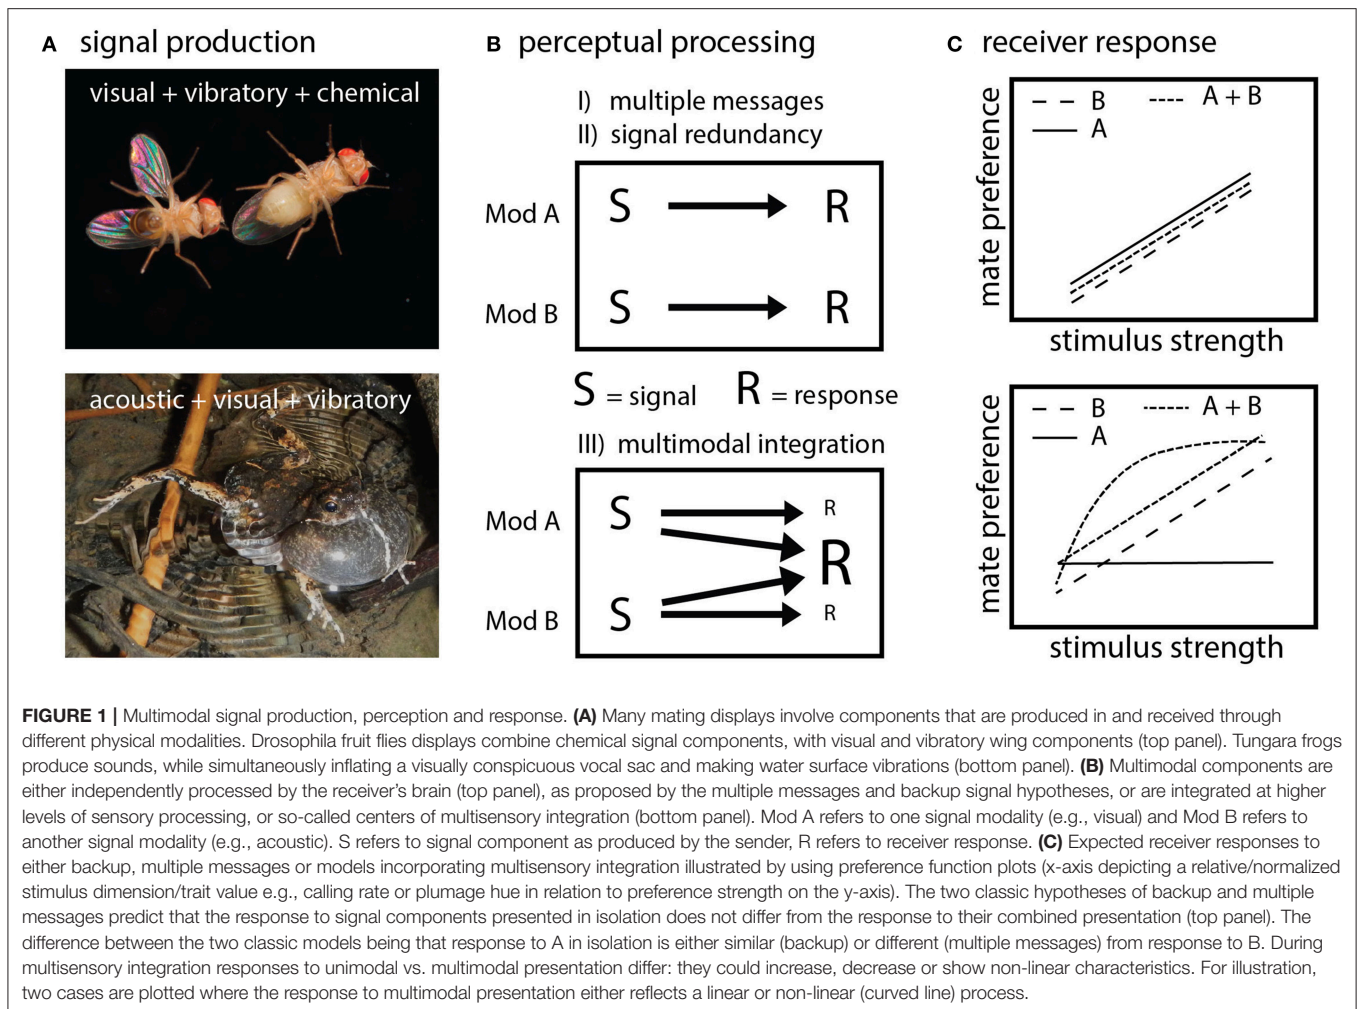 A signal production
visual + vibratory + chemical
acoustic + visual + vibratory
B perceptual processing
I) multiple messages
II) signal redundancy
Mod A S R
Mod B S R
S = signal R = response
III) multimodal integration
Mod A S R
R
Mod B S R
C receiver response
B A + B
A
mate preference
stimulus strength
B A + B
A
mate preference
stimulus strength
FIGURE 1 | Multimodal signal production, perception and response. (A) Many mating displays involve components that are produced in and received through
different physical modalities. Drosophila fruit flies displays combine chemical signal components, with visual and vibratory wing components (top panel). Tungara frogs
produce sounds, while simultaneously inflating a visually conspicuous vocal sac and making water surface vibrations (bottom panel). (B) Multimodal components are
either independently processed by the receiver's brain (top panel), as proposed by the multiple messages and backup signal hypotheses, or are integrated at higher
levels of sensory processing, or so-called centers of multisensory integration (bottom panel). Mod A refers to one signal modality (e.g., visual) and Mod B refers to
another signal modality (e.g., acoustic). S refers to signal component as produced by the sender, R refers to receiver response. (C) Expected receiver responses to
either backup, multiple messages or models incorporating multisensory integration illustrated by using preference function plots (x-axis depicting a relative/normalized
stimulus dimension/trait value e.g., calling rate or plumage hue in relation to preference strength on the y-axis). The two classic hypotheses of backup and multiple
messages predict that the response to signal components presented in isolation does not differ from the response to their combined presentation (top panel). The
difference between the two classic models being that response to A in isolation is either similar (backup) or different (multiple messages) from response to B. During
multisensory integration responses to unimodal vs. multimodal presentation differ: they could increase, decrease or show non-linear characteristics. For illustration,
two cases are plotted where the response to multimodal presentation either reflects a linear or non-linear (curved line) process.